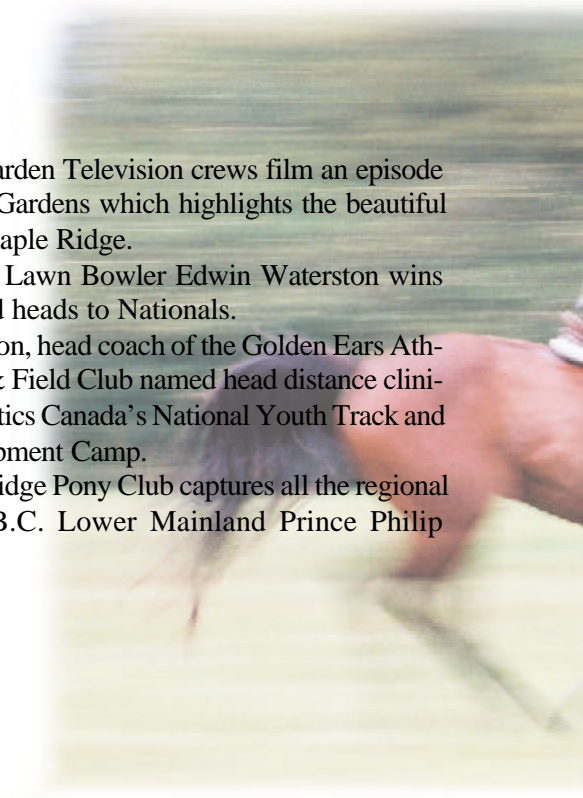 arden Television crews film an episode
Gardens which highlights the beautiful
aple Ridge.
Lawn Bowler Edwin Waterston wins
d heads to Nationals.
on, head coach of the Golden Ears Ath-
& Field Club named head distance clini-
tics Canada's National Youth Track and
pment Camp.
idge Pony Club captures all the regional
B.C. Lower Mainland Prince Philip